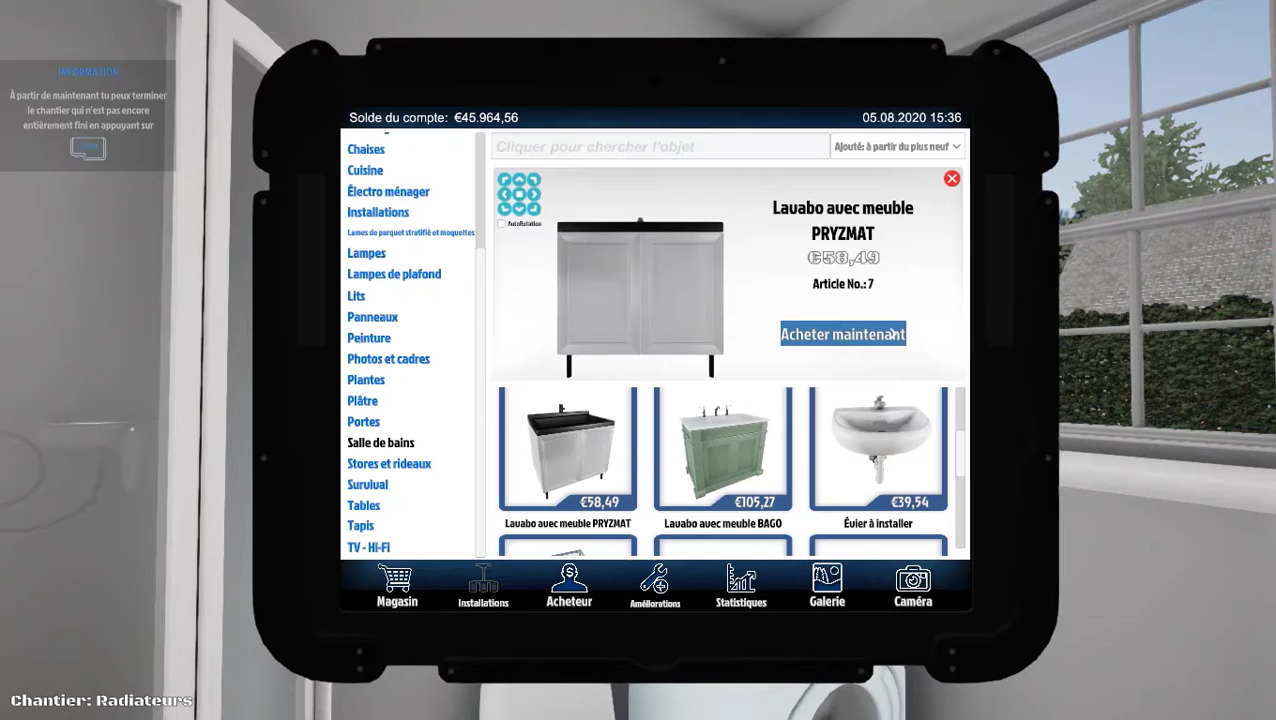 INFORMATION
À partir de maintenant tu peux terminer
le chantier qui n'est pas encore
entièrement fini en appuyant sur
Solde du compte: €45.964,56
05.08.2020 15:36
Chaises
Cuisine
Électro ménager
Installations
Lames de parquet stratifié et moquettes
Lampes
Lampes de plafond
Lits
Panneaux
Peinture
Photos et cadres
Plantes
Plâtre
Portes
Salle de bains
Stores et rideaux
Survival
Tables
Tapis
TV - HI-FI
Cliquer pour chercher l'objet
Ajouté: à partir du plus neuf
AutoRotation
Lavabo avec meuble
PRYZMAT
€58,49
Article No.: 7
Acheter maintenant
€58,49
€105,27
€39,54
Lavabo avec meuble PRYZMAT
Lavabo avec meuble BAGO
Évier à installer
Magasin
Installations
Acheteur
Améliorations
Statistiques
Galerie
Caméra
Chantier: Radiateurs